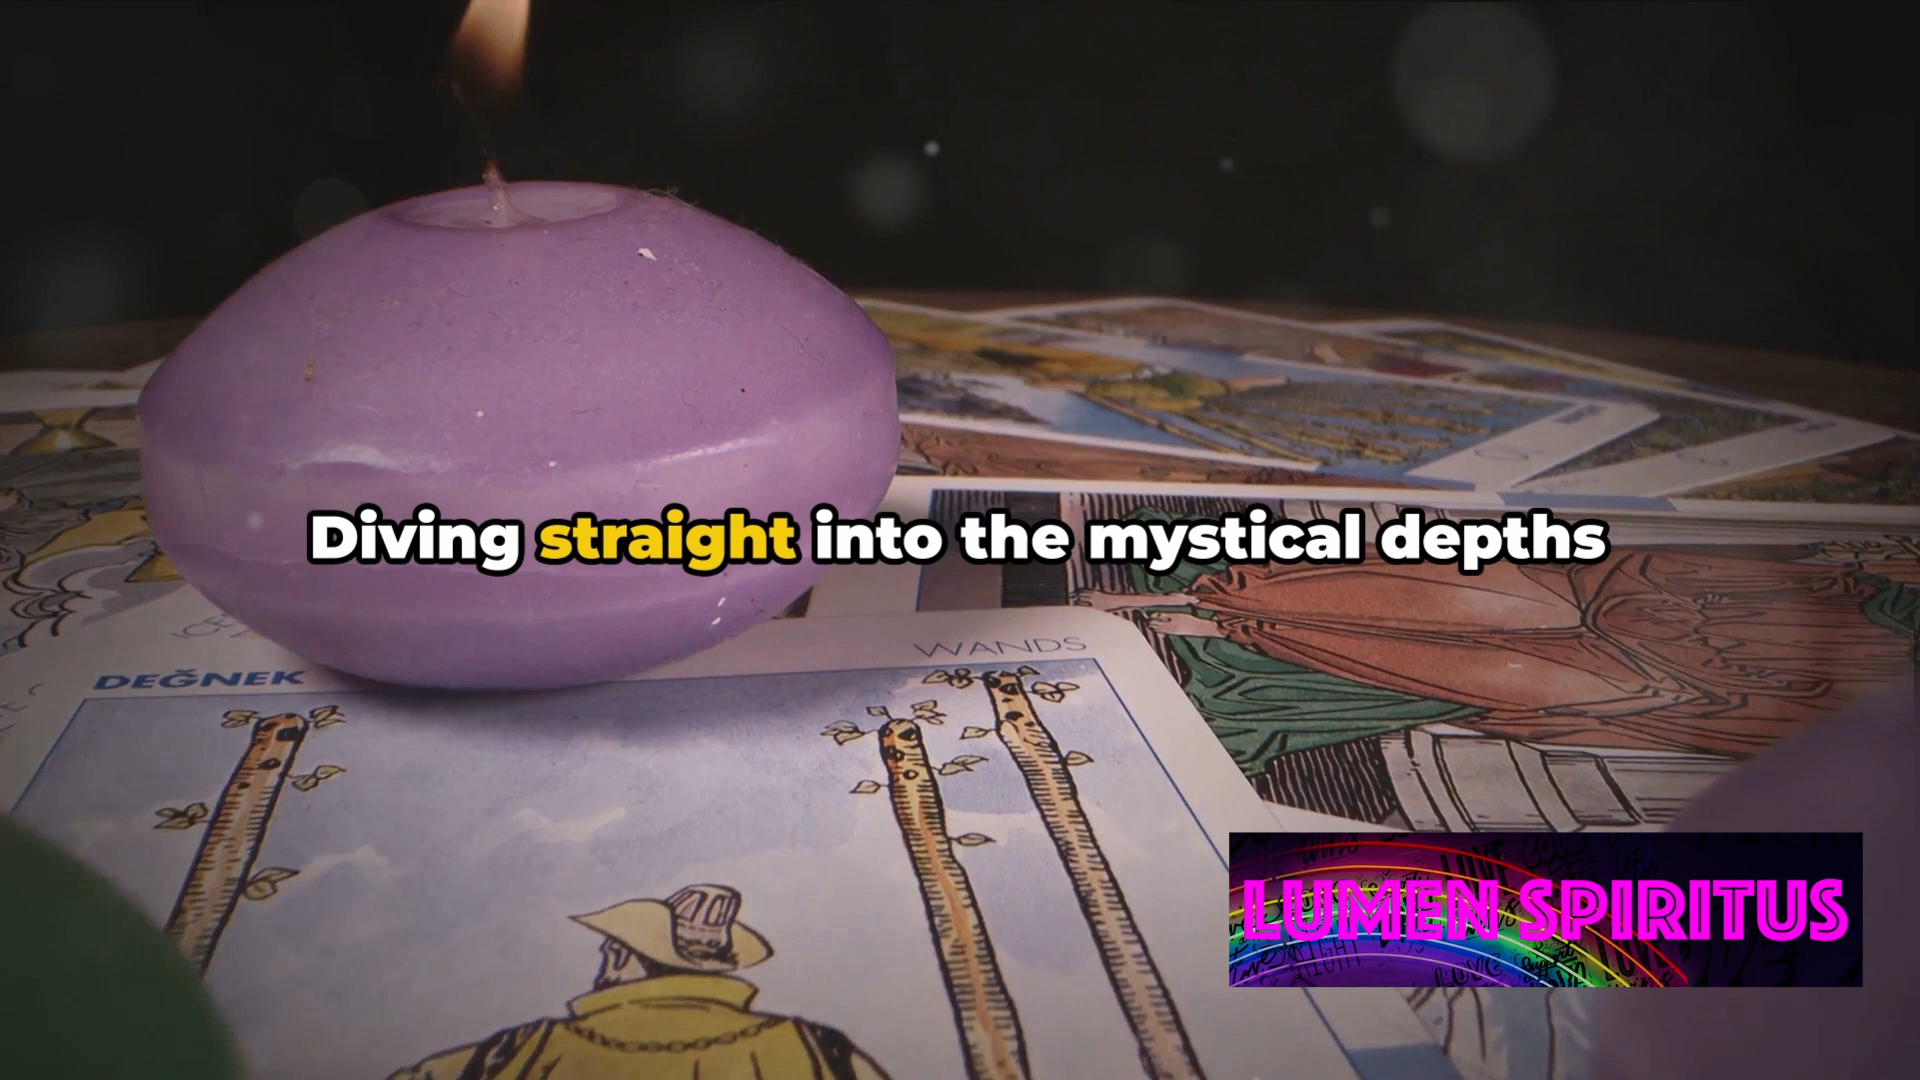 Diving straight into the mystical depths
WANDS
DEĞNEK
LUMEN SPIRITUS